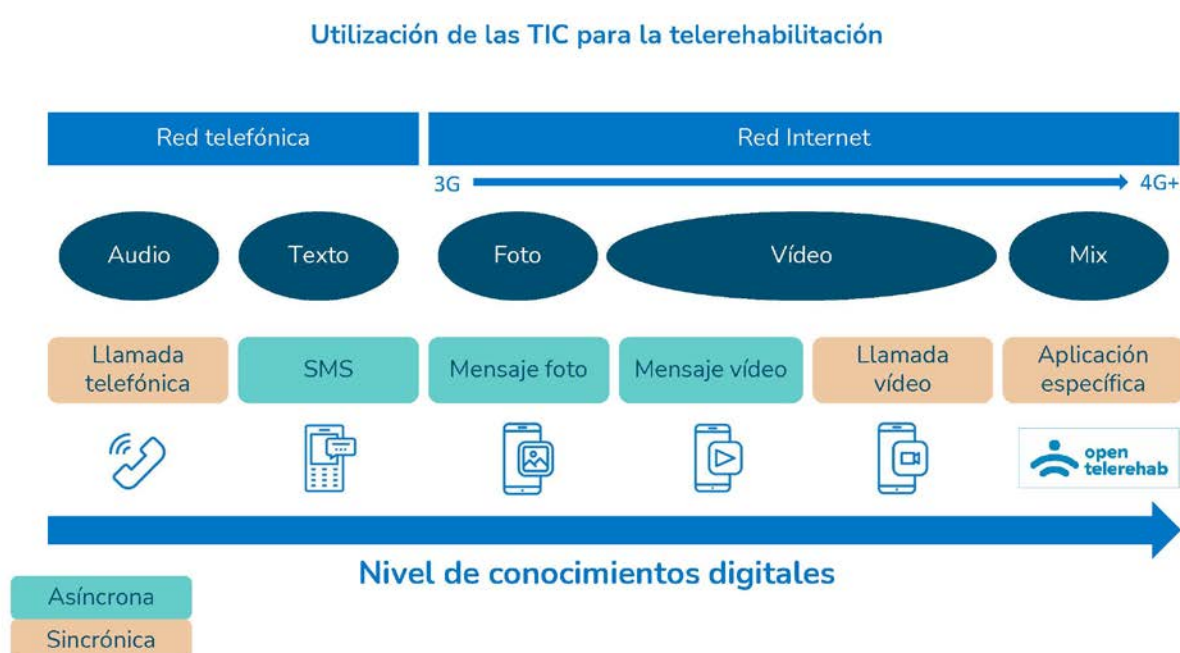 Utilización de las TIC para la telerehabilitación
Red telefónica
Red Internet
3G
4G+
Audio
Texto
Foto
Vídeo
Mix
Llamada
telefónica
SMS
Mensaje foto
Mensaje vídeo
Llamada
vídeo
Aplicación
específica
open
telerehab
Nivel de conocimientos digitales
Asíncrona
Sincrónica